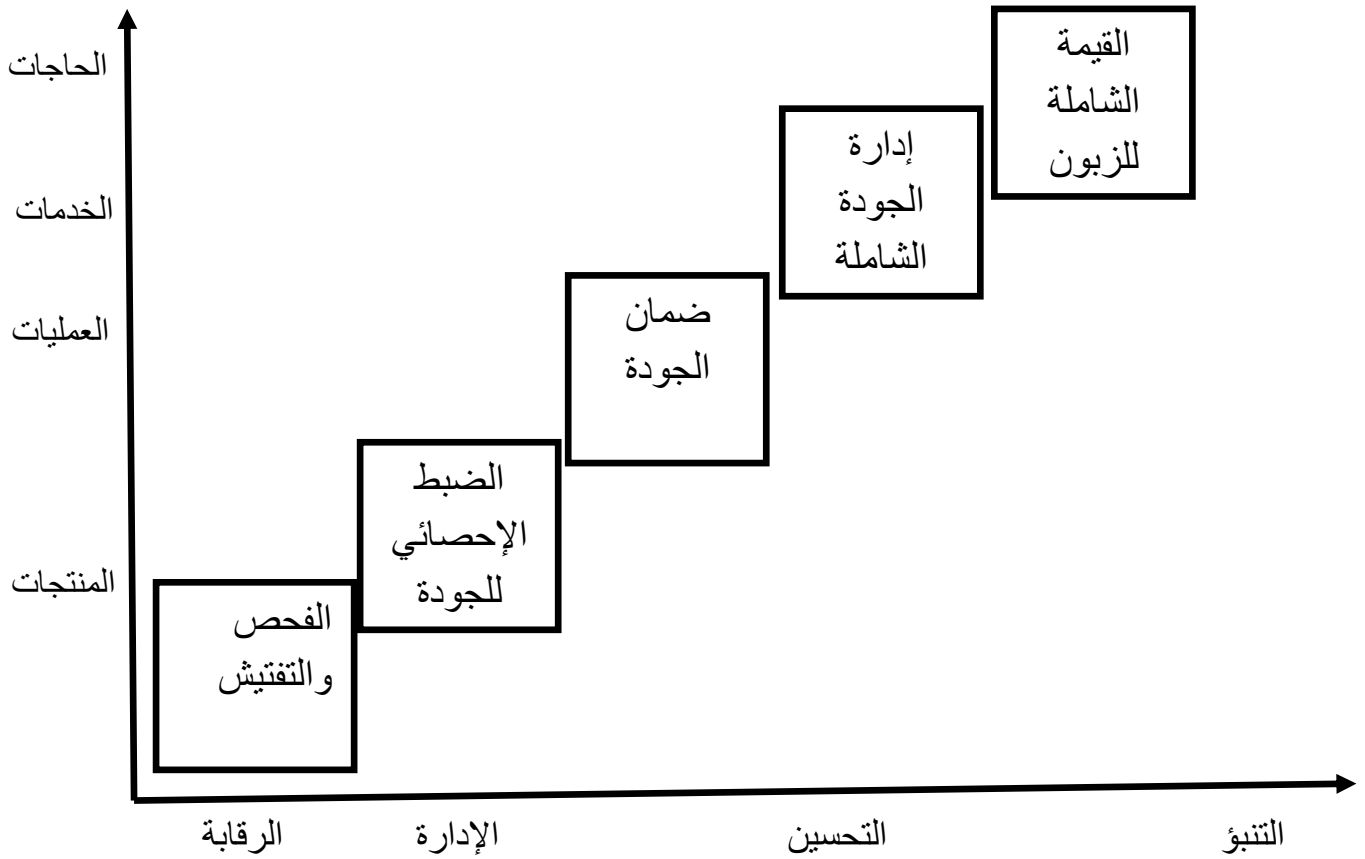 الحاجات
الخدمات
العمليات
المنتجات
القيمة
الشاملة
للزبون
إدارة
الجودة
الشاملة
ضمان
الجودة
الضبط
الإحصائي
للجودة
الفحص
والتفتيش
الرقابة
الإدارة
التحسين
التنبؤ